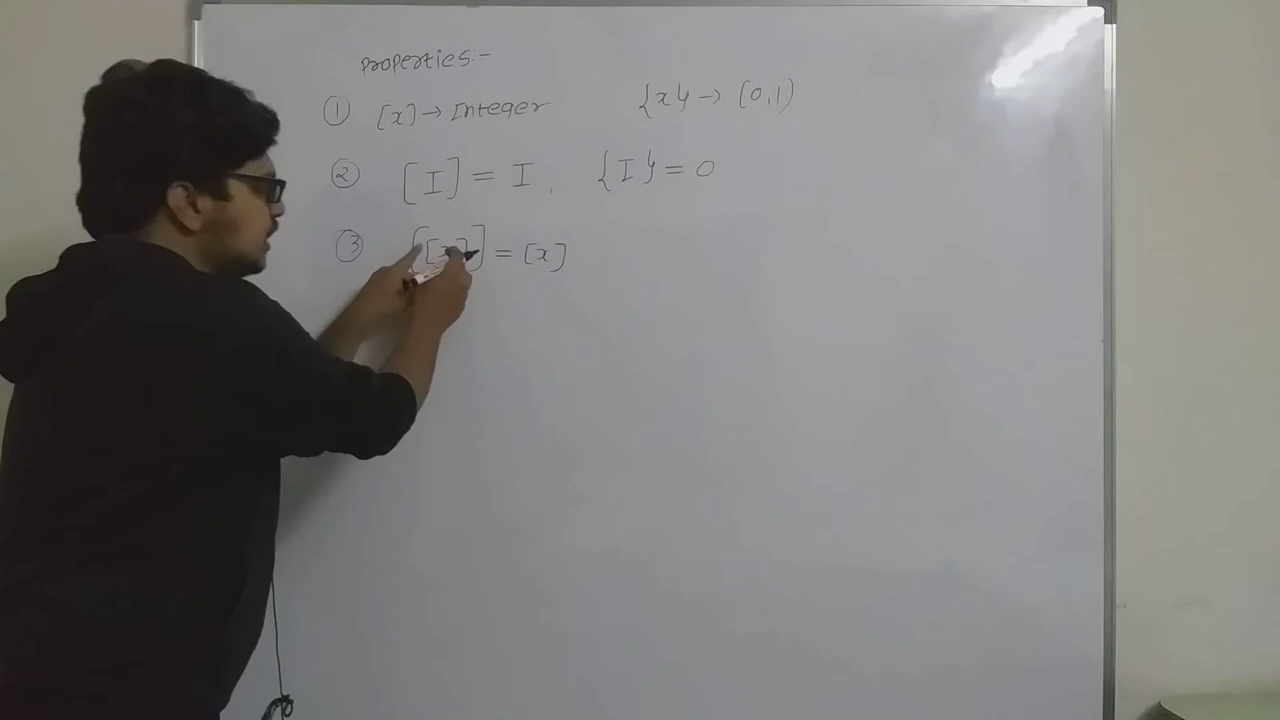 Properties:-
① [x] → Integer {x} → [0,1)
② [I] = I, {I} = 0
③ [[x]] = [x]